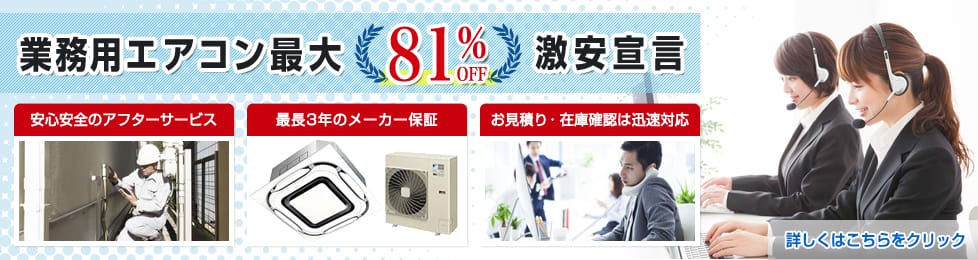 業務用エアコン最大 81%OFF 激安宣言
安心安全のアフターサービス
最長3年のメーカー保証
お見積り・在庫確認は迅速対応
詳しくはこちらをクリック